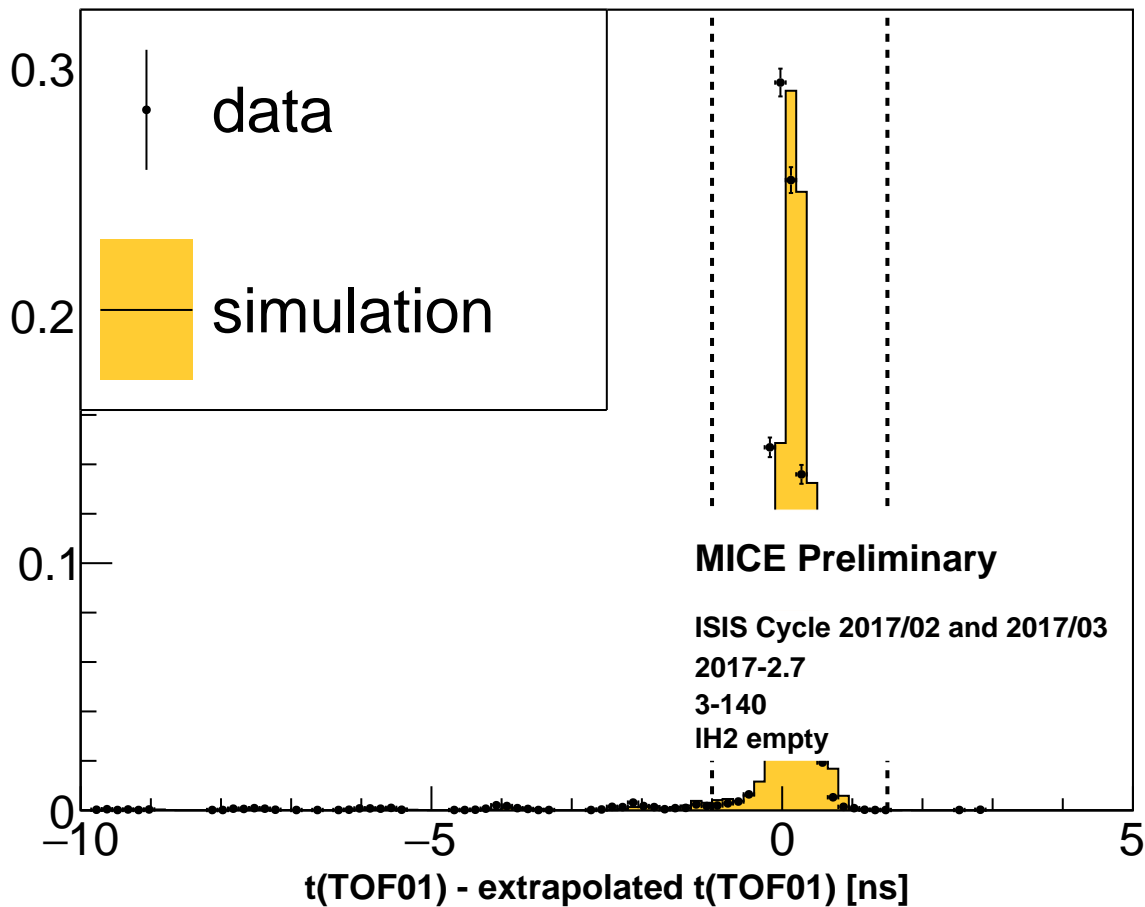 0.3
data
0.2
simulation
0.1
MICE Preliminary
ISIS Cycle 2017/02 and 2017/03
2017-2.7
3-140
lH2 empty
0
−10 −5 0 5
t(TOF01) - extrapolated t(TOF01) [ns]